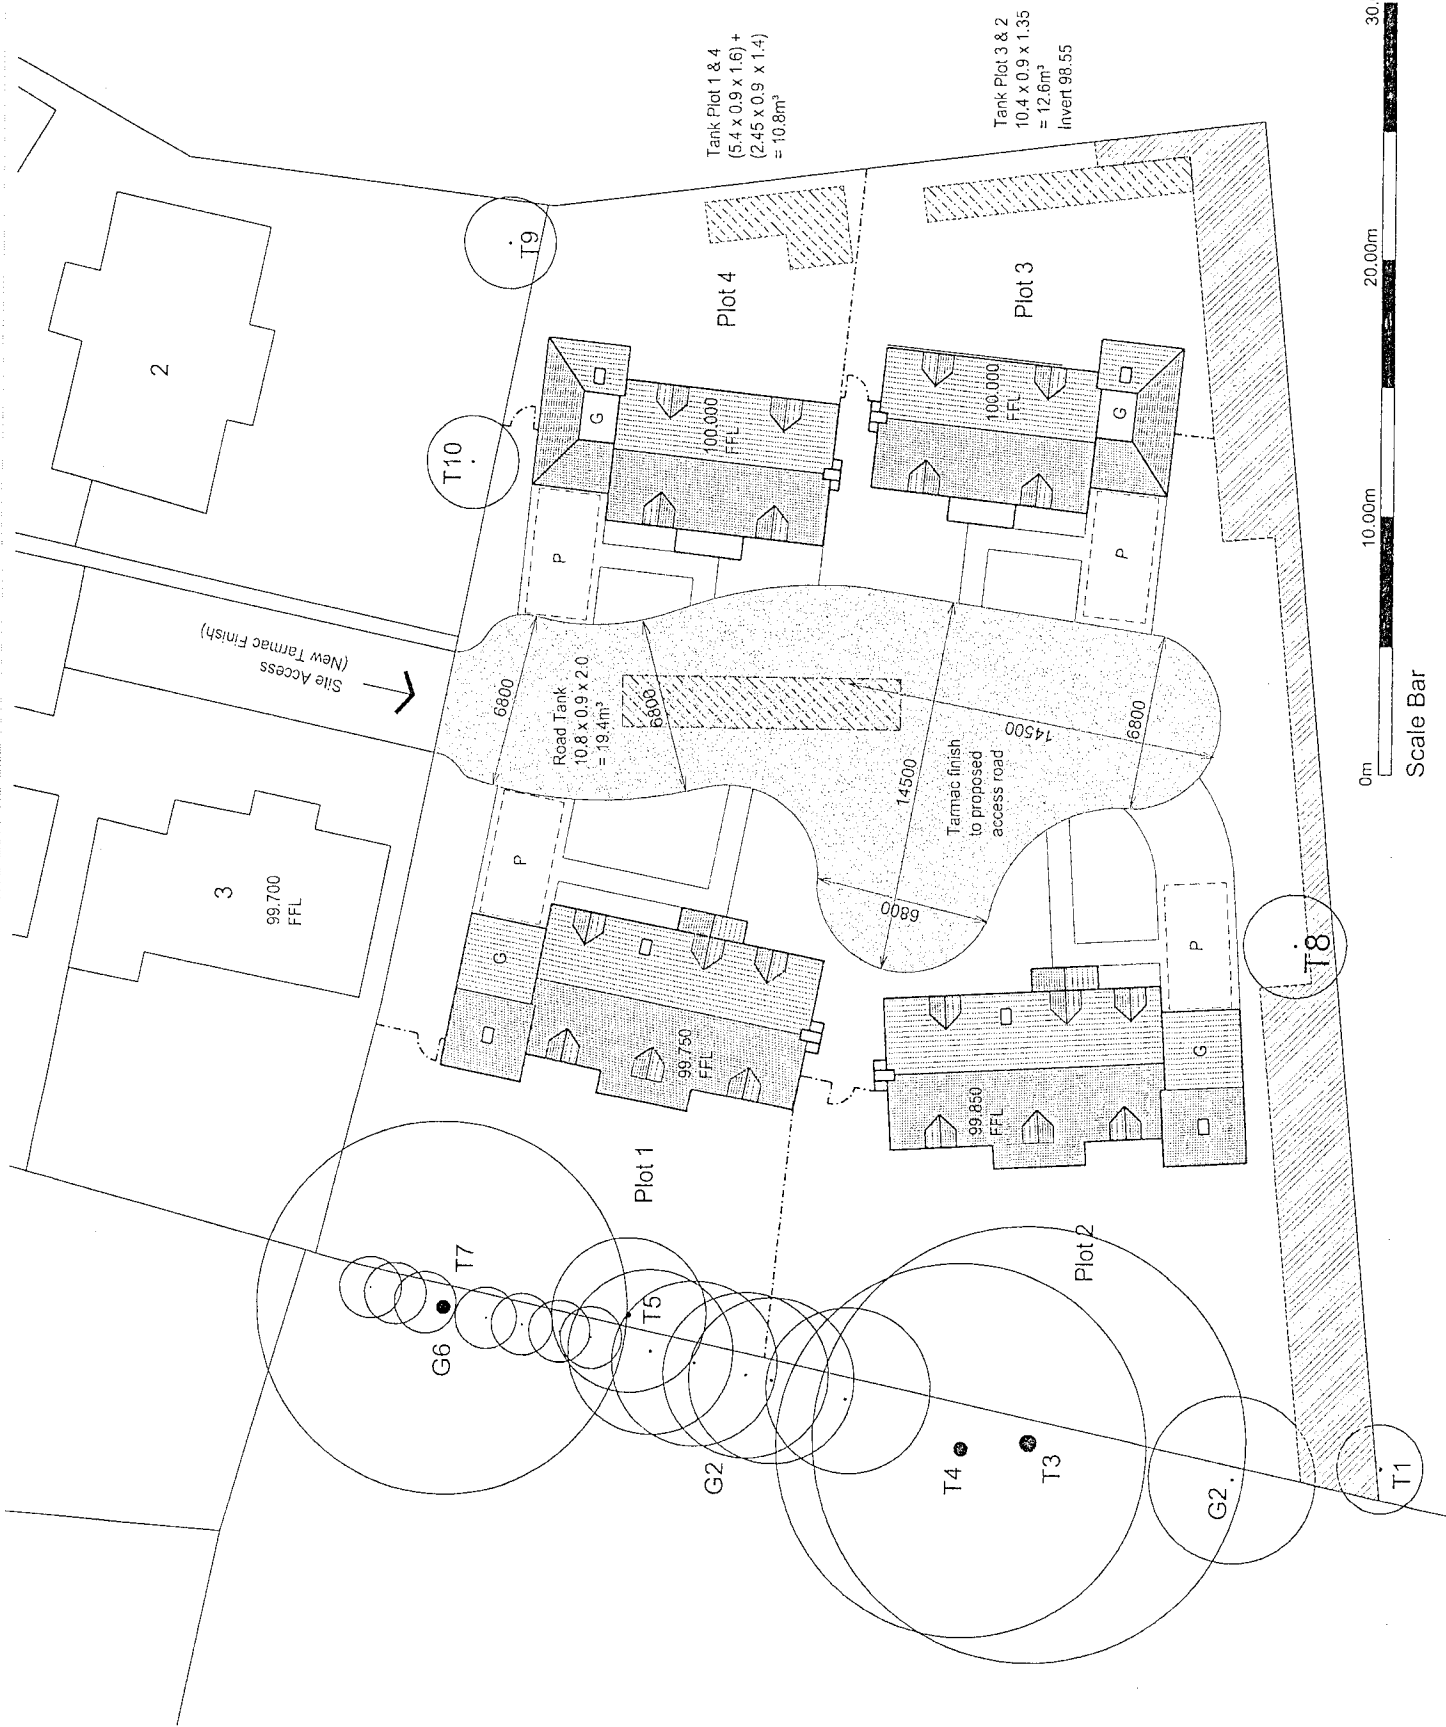 Tank Plot 1 & 4
(5.4 x 0.9 x 1.6) +
(2.45 x 0.9 x 1.4)
= 10.8m³
Tank Plot 3 & 2
10.4 x 0.9 x 1.35
= 12.6m³
Invert 98.55
2
T9
T10
Plot 4
Plot 3
G
100.000
FFL
100.000
FFL
G
P
P
Site Access
(New Tarmac Finish)
6800
Road Tank
10.8 x 0.9 x 2.0
= 19.4m³
6800
14500
14500
6800
Tarmac finish
to proposed
access road
6800
3
99.700
FFL
P
G
99.750
FFL
P
G
99.850
FFL
T8
Plot 1
Plot 2
T7
G6
T5
G2
T4
T3
G2
T1
0m
10.00m
20.00m
30.
Scale Bar